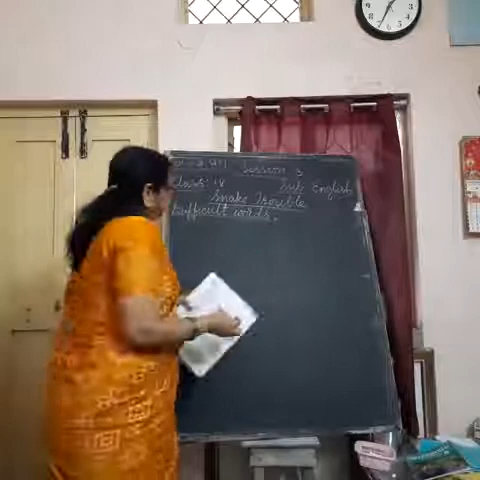 Lesson 3
Class: IV Sub: English
Snake Trouble
Difficult words.